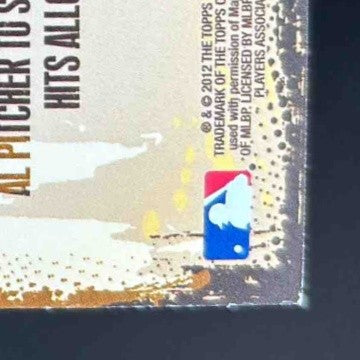 AL PITCHER TO S
HITS ALLO
® & © 2012 THE TOPPS
TRADEMARK OF THE TOPPS C
used with permission of Ma
OF MLBP. LICENSED BY MLBP
PLAYERS ASSOCIA